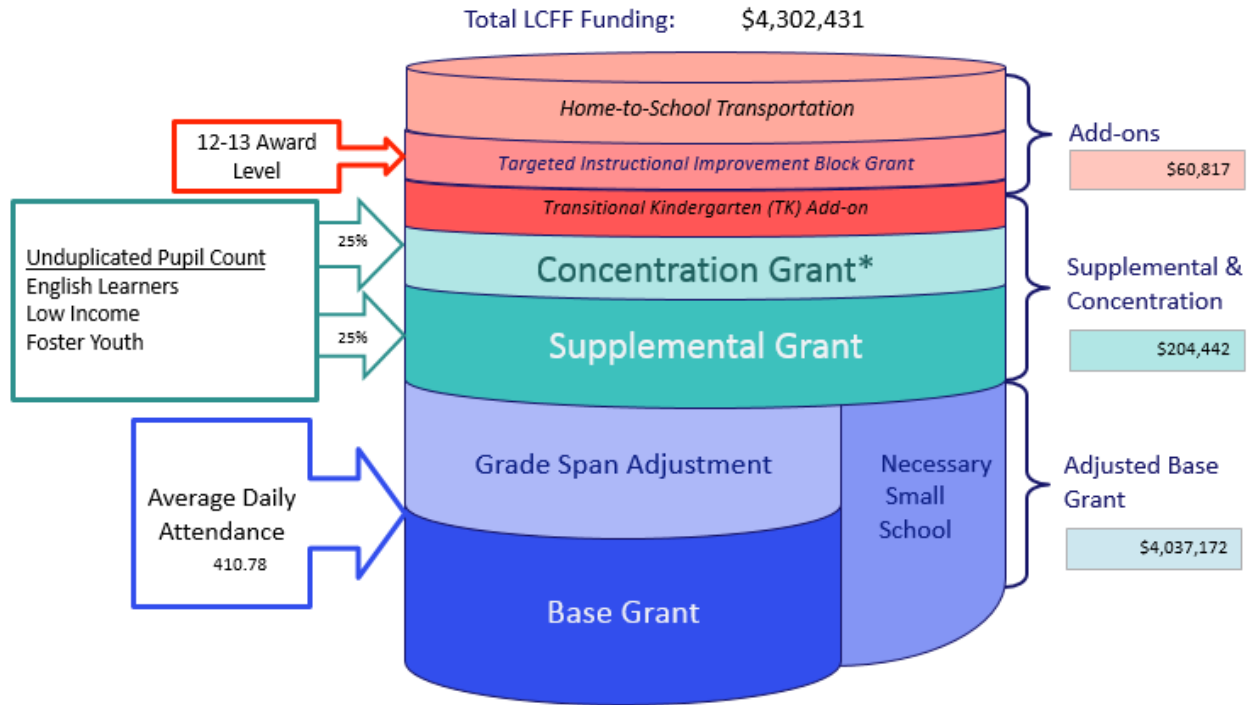 Total LCFF Funding: $4,302,431
Home-to-School Transportation
12-13 Award
Level
Targeted Instructional Improvement Block Grant
Add-ons
$60,817
Transitional Kindergarten (TK) Add-on
Unduplicated Pupil Count
English Learners
Low Income
Foster Youth
25%
25%
Concentration Grant*
Supplemental Grant
Supplemental &
Concentration
$204,442
Average Daily
Attendance
410.78
Grade Span Adjustment
Base Grant
Necessary
Small
School
Adjusted Base
Grant
$4,037,172